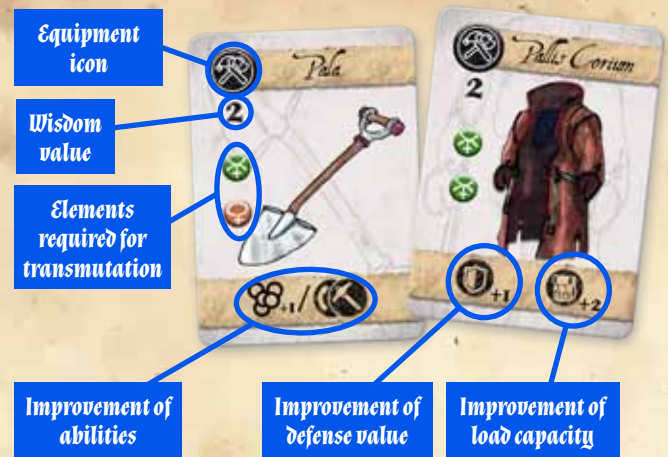 Equipment
icon
Wisdom
value
Elements
required for
transmutation
Pala
2
+1/
Pallis Corium
2
+1
+2
Improvement of
abilities
Improvement of
defense value
Improvement of
load capacity